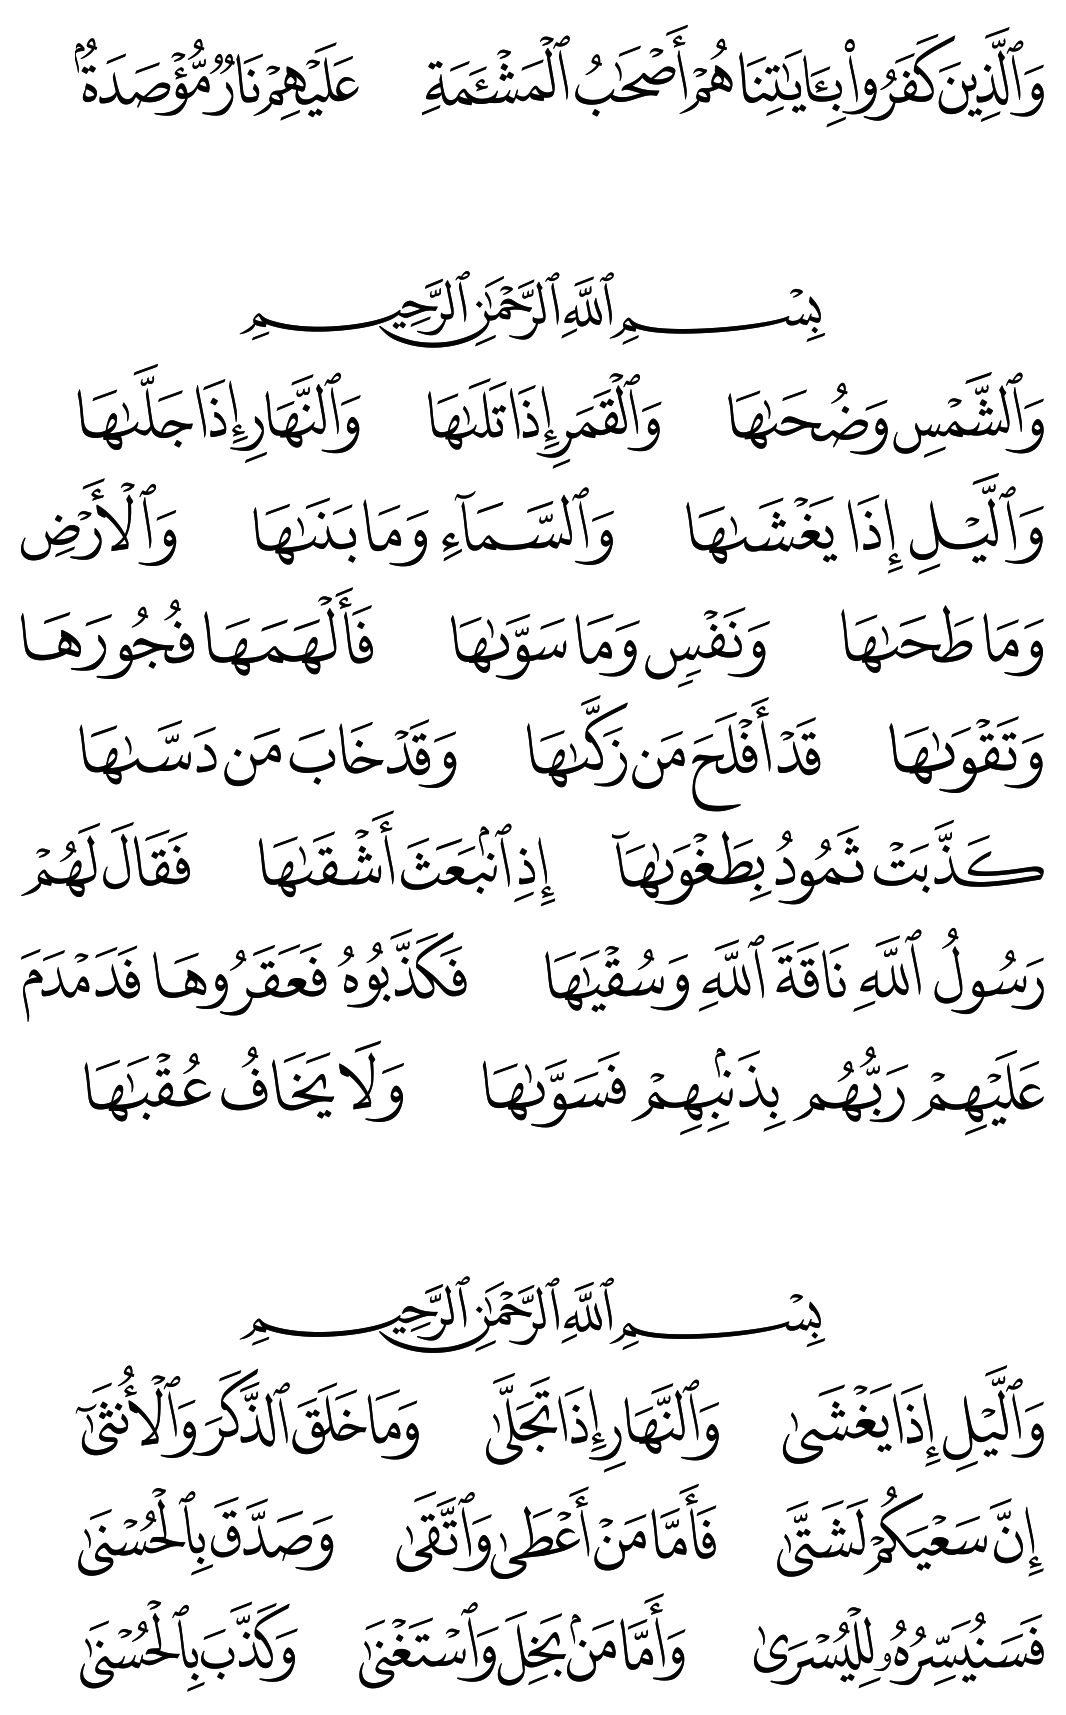 وَٱلَّذِينَ كَفَرُوا۟ بِـَٔايَـٰتِنَا هُمْ أَصْحَـٰبُ ٱلْمَشْـَٔمَةِ عَلَيْهِمْ نَارٌ مُّؤْصَدَةٌۢ
بِسْمِ ٱللَّهِ ٱلرَّحْمَـٰنِ ٱلرَّحِيمِ
وَٱلشَّمْسِ وَضُحَىٰهَا وَٱلْقَمَرِ إِذَا تَلَىٰهَا وَٱلنَّهَارِ إِذَا جَلَّىٰهَا
وَٱلَّيْلِ إِذَا يَغْشَىٰهَا وَٱلسَّمَآءِ وَمَا بَنَىٰهَا وَٱلْأَرْضِ
وَمَا طَحَىٰهَا وَنَفْسٍ وَمَا سَوَّىٰهَا فَأَلْهَمَهَا فُجُورَهَا
وَتَقْوَىٰهَا قَدْ أَفْلَحَ مَن زَكَّىٰهَا وَقَدْ خَابَ مَن دَسَّىٰهَا
كَذَّبَتْ ثَمُودُ بِطَغْوَىٰهَآ إِذِ ٱنۢبَعَثَ أَشْقَىٰهَا فَقَالَ لَهُمْ
رَسُولُ ٱللَّهِ نَاقَةَ ٱللَّهِ وَسُقْيَـٰهَا فَكَذَّبُوهُ فَعَقَرُوهَا فَدَمْدَمَ
عَلَيْهِمْ رَبُّهُم بِذَنۢبِهِمْ فَسَوَّىٰهَا وَلَا يَخَافُ عُقْبَـٰهَا
بِسْمِ ٱللَّهِ ٱلرَّحْمَـٰنِ ٱلرَّحِيمِ
وَٱلَّيْلِ إِذَا يَغْشَىٰ وَٱلنَّهَارِ إِذَا تَجَلَّىٰ وَمَا خَلَقَ ٱلذَّكَرَ وَٱلْأُنثَىٰٓ
إِنَّ سَعْيَكُمْ لَشَتَّىٰ فَأَمَّا مَنْ أَعْطَىٰ وَٱتَّقَىٰ وَصَدَّقَ بِٱلْحُسْنَىٰ
فَسَنُيَسِّرُهُۥ لِلْيُسْرَىٰ وَأَمَّا مَنۢ بَخِلَ وَٱسْتَغْنَىٰ وَكَذَّبَ بِٱلْحُسْنَىٰ